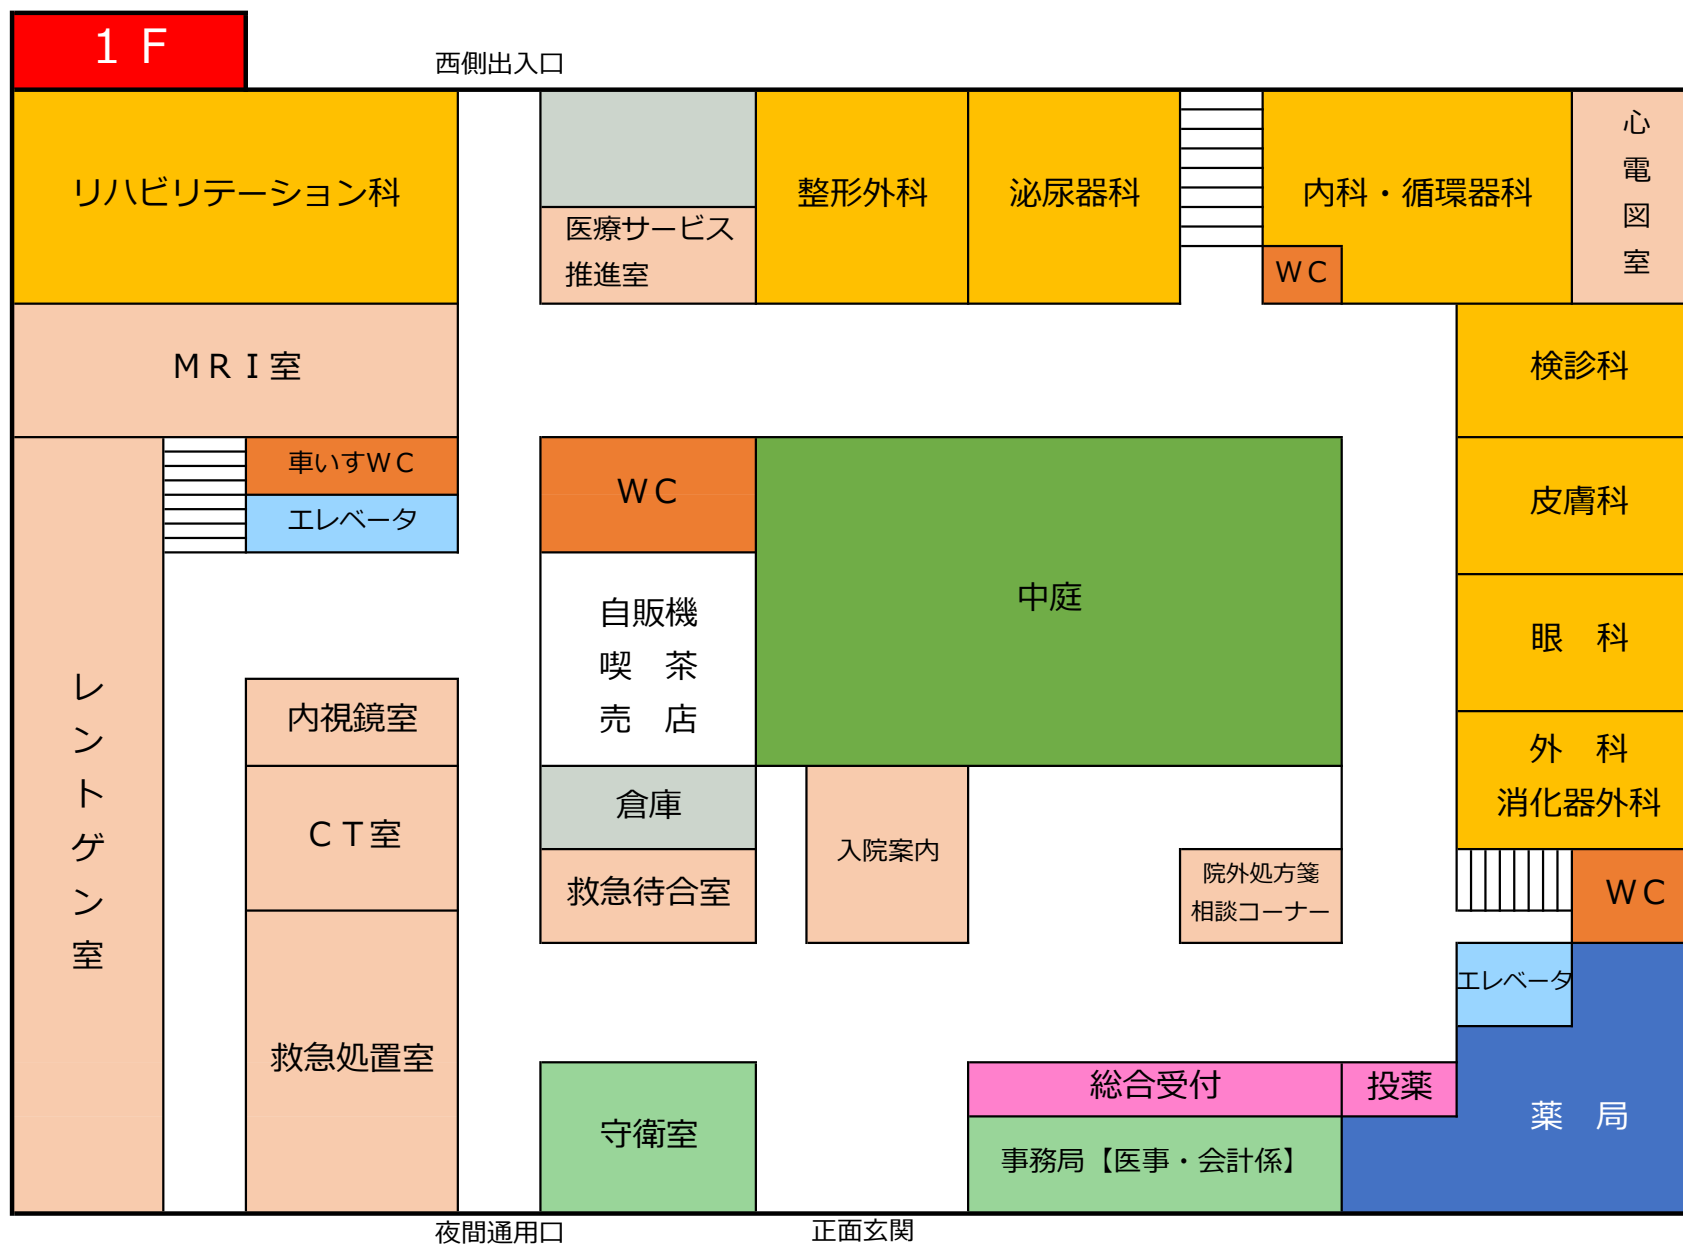 １Ｆ
西側出入口
リハビリテーション科
医療サービス
推進室
整形外科
泌尿器科
内科・循環器科
ＷＣ
心
電
図
室
ＭＲＩ室
検診科
車いすＷＣ
エレベータ
ＷＣ
皮膚科
自販機
喫　茶
売　店
中庭
眼　科
レ
ン
ト
ゲ
ン
室
内視鏡室
外　科
消化器外科
ＣＴ室
倉庫
救急待合室
入院案内
院外処方箋
相談コーナー
ＷＣ
エレベータ
救急処置室
守衛室
総合受付
投薬
事務局【医事・会計係】
薬　局
夜間通用口
正面玄関